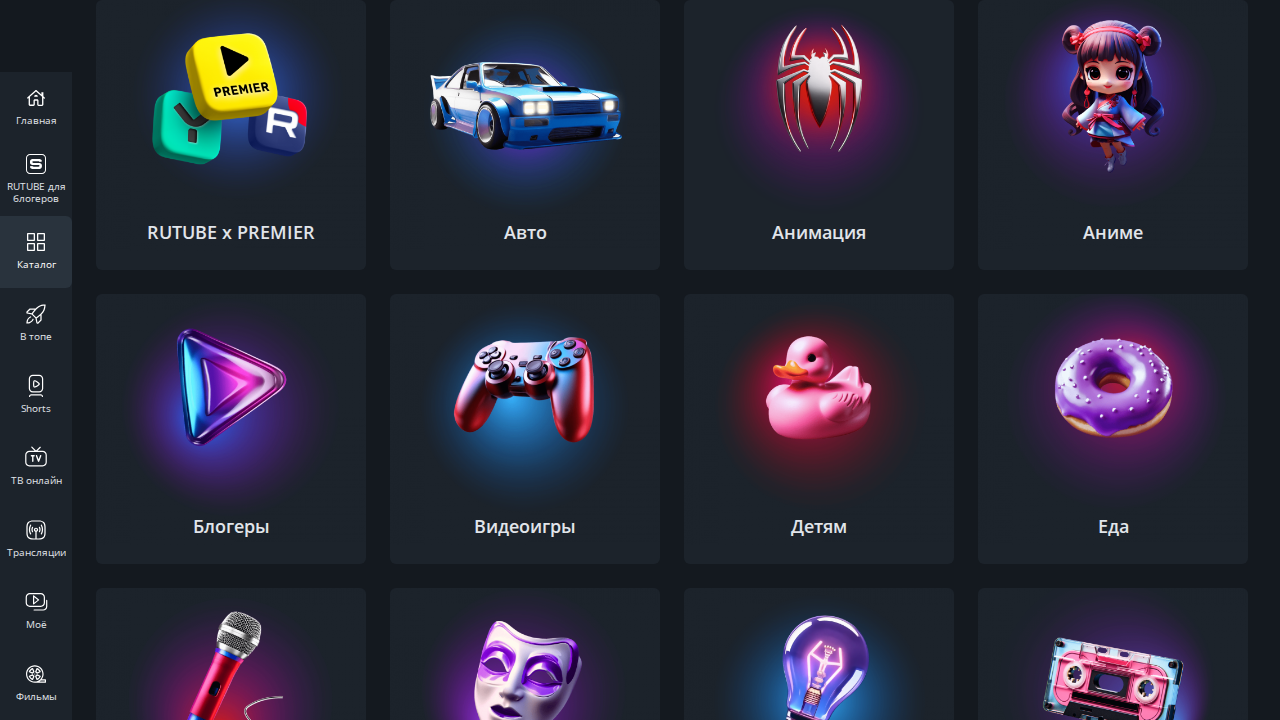 Главная
RUTUBE для
блогеров
Каталог
В топе
Shorts
ТВ онлайн
Трансляции
Моё
Фильмы
PREMIER
Y
R
RUTUBE x PREMIER
Авто
Анимация
Аниме
Блогеры
Видеоигры
Детям
Еда